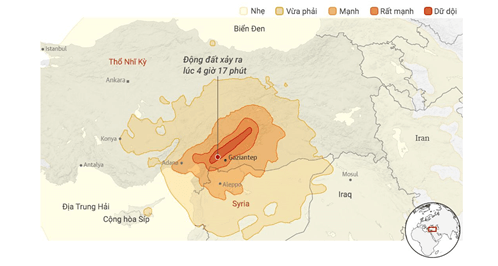 Nhẹ Vừa phải Mạnh Rất mạnh Dữ dội
Biển Đen
Istanbul
Thổ Nhĩ Kỳ
Động đất xảy ra
lúc 4 giờ 17 phút
Ankara
Konya
Iran
Adana
Gaziantep
Antalya
Mosul
Aleppo
Iraq
Syria
Địa Trung Hải
Cộng hòa Síp